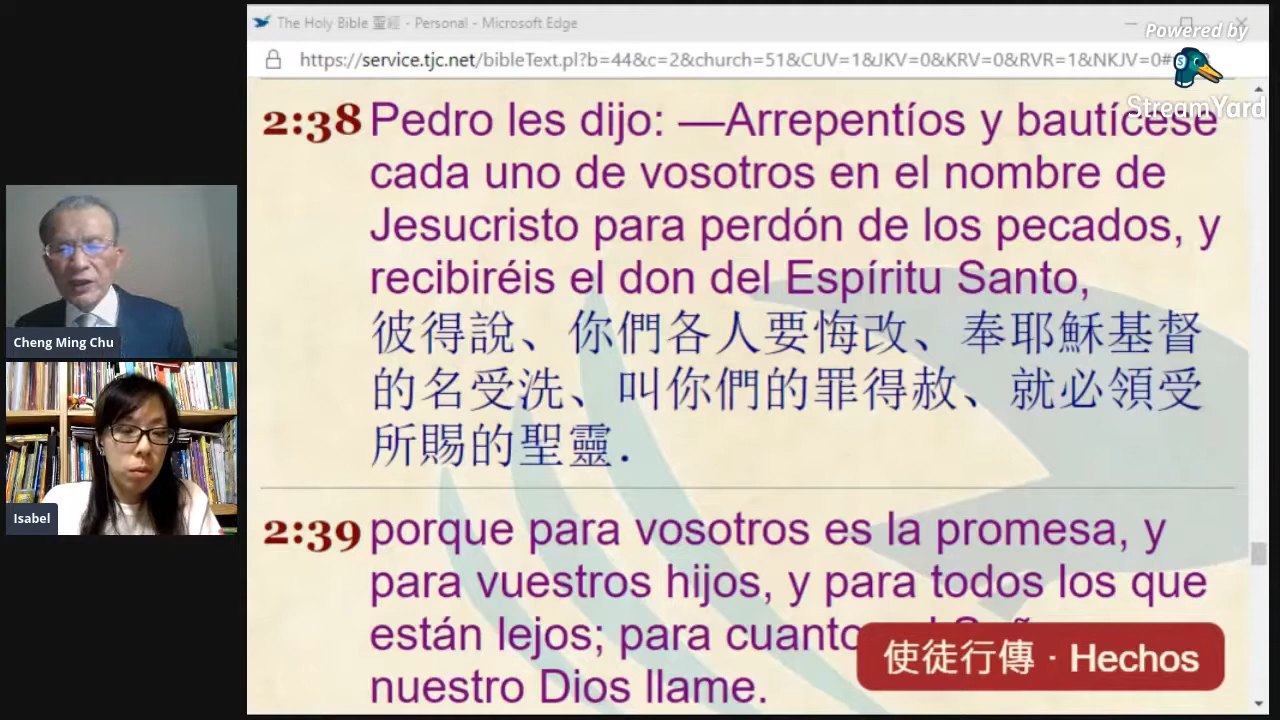 The Holy Bible 聖經 - Personal - Microsoft Edge
Powered by
https://service.tjc.net/bibleText.pl?b=44&c=2&church=51&CUV=1&JKV=0&KRV=0&RVR=1&NKJV=0#
StreamYard
2:38 Pedro les dijo: —Arrepentíos y bautícese
cada uno de vosotros en el nombre de
Jesucristo para perdón de los pecados, y
recibiréis el don del Espíritu Santo,
彼得說、你們各人要悔改、奉耶穌基督
的名受洗、叫你們的罪得赦、就必領受
所賜的聖靈.
Cheng Ming Chu
Isabel
2:39 porque para vosotros es la promesa, y
para vuestros hijos, y para todos los que
están lejos; para cuanto
nuestro Dios llame.
使徒行傳 · Hechos